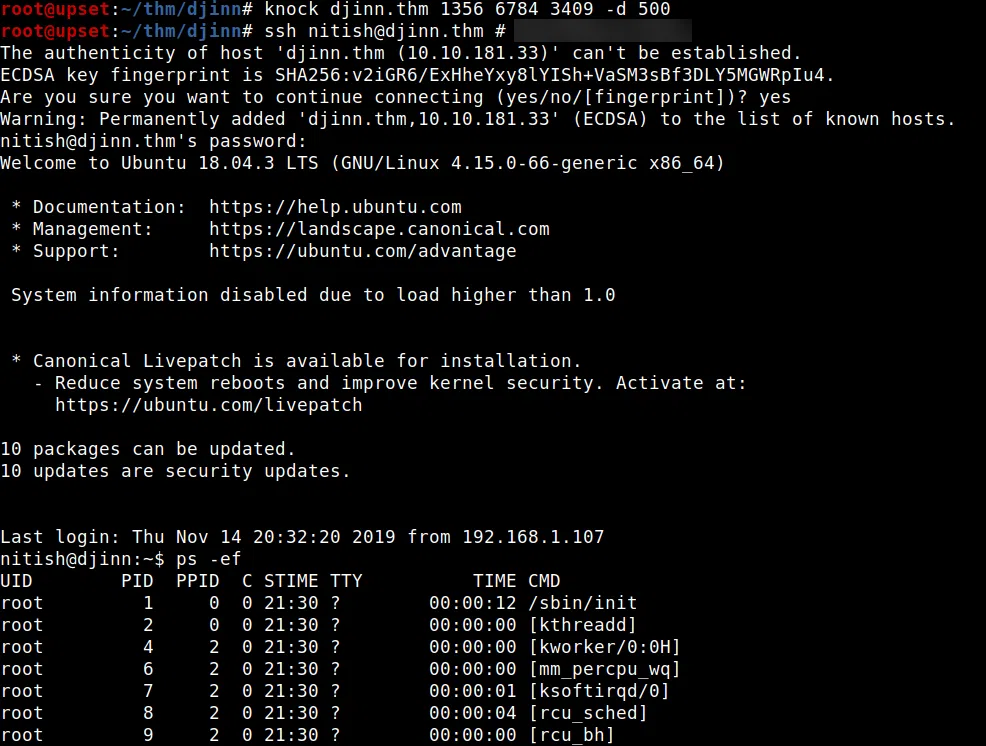 root@upset:~/thm/djinn# knock djinn.thm 1356 6784 3409 -d 500
root@upset:~/thm/djinn# ssh nitish@djinn.thm #
The authenticity of host 'djinn.thm (10.10.181.33)' can't be established.
ECDSA key fingerprint is SHA256:v2iGR6/ExHheYxy8lYISh+VaSM3sBf3DLY5MGWRpIu4.
Are you sure you want to continue connecting (yes/no/[fingerprint])? yes
Warning: Permanently added 'djinn.thm,10.10.181.33' (ECDSA) to the list of known hosts.
nitish@djinn.thm's password:
Welcome to Ubuntu 18.04.3 LTS (GNU/Linux 4.15.0-66-generic x86_64)
* Documentation:  https://help.ubuntu.com
* Management:     https://landscape.canonical.com
* Support:        https://ubuntu.com/advantage
System information disabled due to load higher than 1.0
* Canonical Livepatch is available for installation.
- Reduce system reboots and improve kernel security. Activate at:
https://ubuntu.com/livepatch
10 packages can be updated.
10 updates are security updates.
Last login: Thu Nov 14 20:32:20 2019 from 192.168.1.107
nitish@djinn:~$ ps -ef
UID        PID  PPID  C STIME TTY          TIME CMD
root         1     0  0 21:30 ?        00:00:12 /sbin/init
root         2     0  0 21:30 ?        00:00:00 [kthreadd]
root         4     2  0 21:30 ?        00:00:00 [kworker/0:0H]
root         6     2  0 21:30 ?        00:00:00 [mm_percpu_wq]
root         7     2  0 21:30 ?        00:00:01 [ksoftirqd/0]
root         8     2  0 21:30 ?        00:00:04 [rcu_sched]
root         9     2  0 21:30 ?        00:00:00 [rcu_bh]